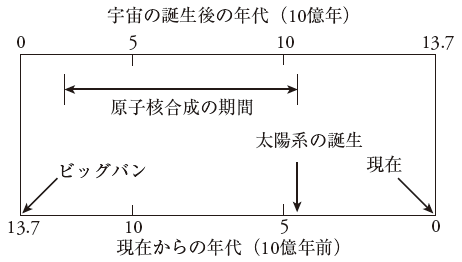 宇宙の誕生後の年代（10億年）
0 5 10 13.7
原子核合成の期間
太陽系の誕生
ビッグバン 現在
13.7 10 5 0
現在からの年代（10億年前）